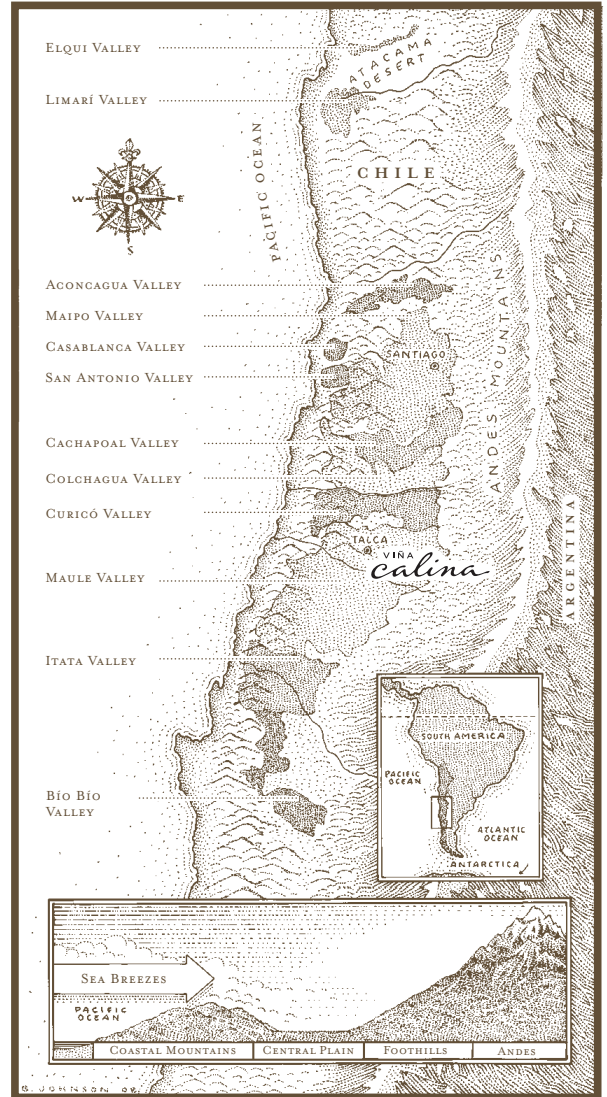 ELQUI VALLEY
ATACAMA
DESERT
LIMARÍ VALLEY
CHILE
PACIFIC OCEAN
W
E
S
ACONCAGUA VALLEY
MAIPO VALLEY
CASABLANCA VALLEY
SANTIAGO
SAN ANTONIO VALLEY
ANDES MOUNTAINS
CACHAPOAL VALLEY
COLCHAGUA VALLEY
CURICÓ VALLEY
ARGENTINA
TALCA
VIÑA
calina
MAULE VALLEY
ITATA VALLEY
SOUTH AMERICA
PACIFIC
OCEAN
ATLANTIC
OCEAN
ANTARCTICA
BÍO BÍO
VALLEY
SEA BREEZES
PACIFIC
OCEAN
COASTAL MOUNTAINS
CENTRAL PLAIN
FOOTHILLS
ANDES
B. JOHNSON 08.